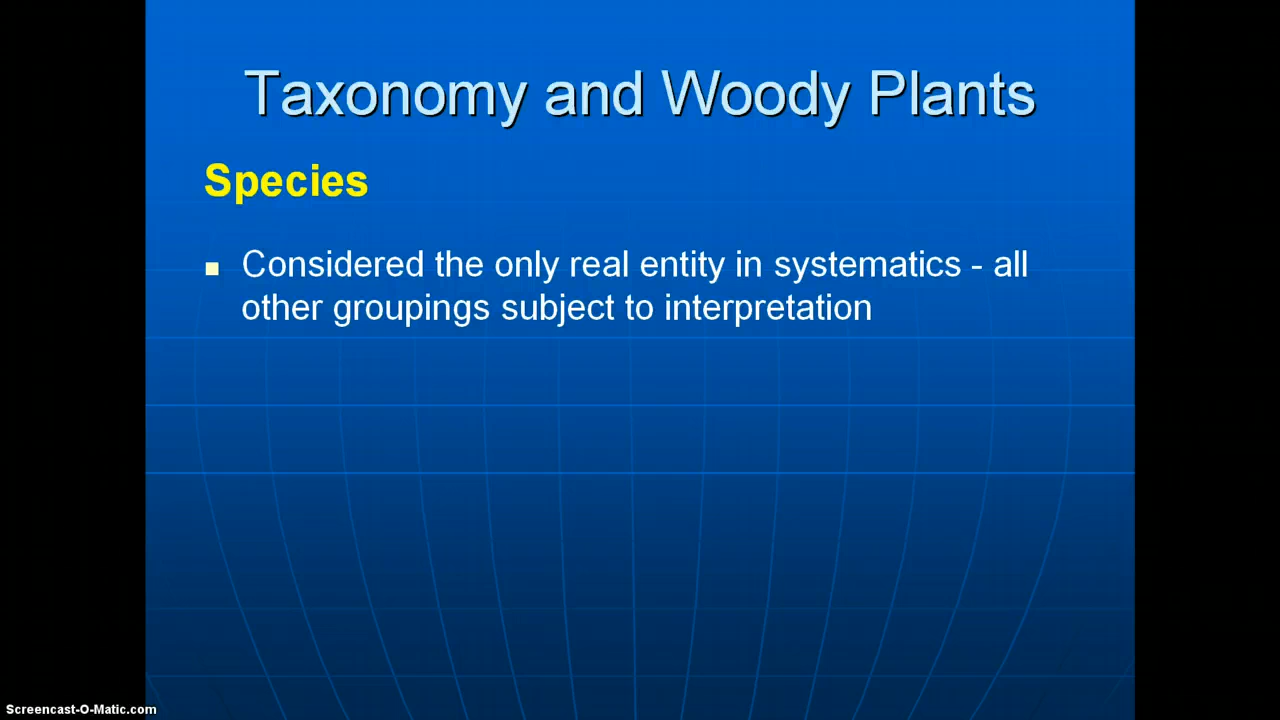 Taxonomy and Woody Plants
Species
Considered the only real entity in systematics - all
other groupings subject to interpretation
Screencast-O-Matic.com